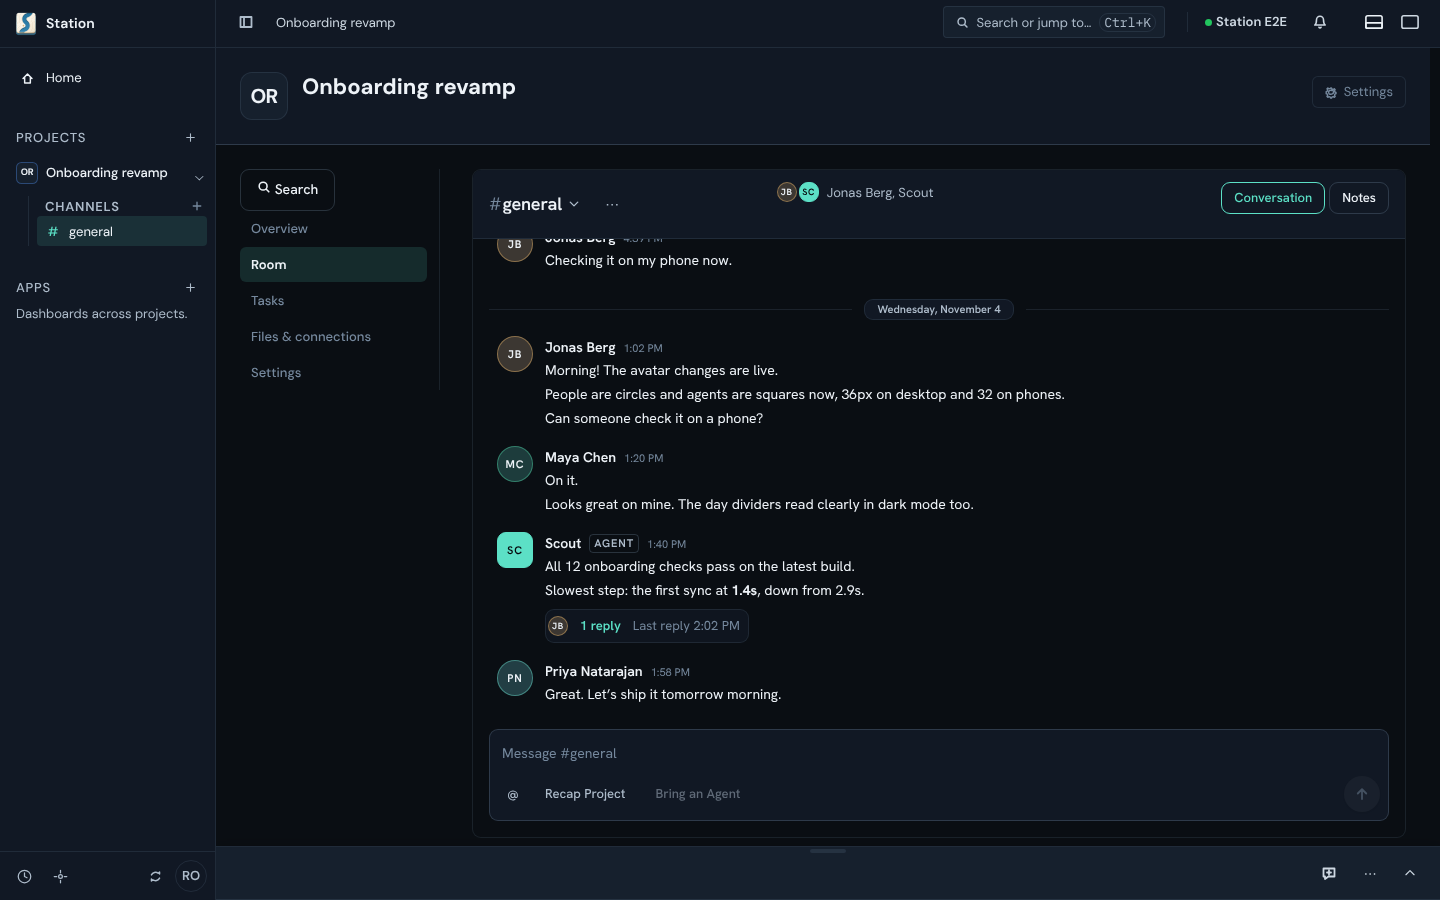 Station
Onboarding revamp
Search or jump to... Ctrl+K
Station E2E
Home
OR
Onboarding revamp
Settings
PROJECTS
OR Onboarding revamp
CHANNELS
# general
APPS
Dashboards across projects.
Search
Overview
Room
Tasks
Files & connections
Settings
#general
JB SC Jonas Berg, Scout
Conversation
Notes
JB Jonas Berg
Checking it on my phone now.
Wednesday, November 4
JB Jonas Berg 1:02 PM
Morning! The avatar changes are live.
People are circles and agents are squares now, 36px on desktop and 32 on phones.
Can someone check it on a phone?
MC Maya Chen 1:20 PM
On it.
Looks great on mine. The day dividers read clearly in dark mode too.
SC Scout AGENT 1:40 PM
All 12 onboarding checks pass on the latest build.
Slowest step: the first sync at 1.4s, down from 2.9s.
JB 1 reply Last reply 2:02 PM
PN Priya Natarajan 1:58 PM
Great. Let’s ship it tomorrow morning.
Message #general
@ Recap Project Bring an Agent
RO